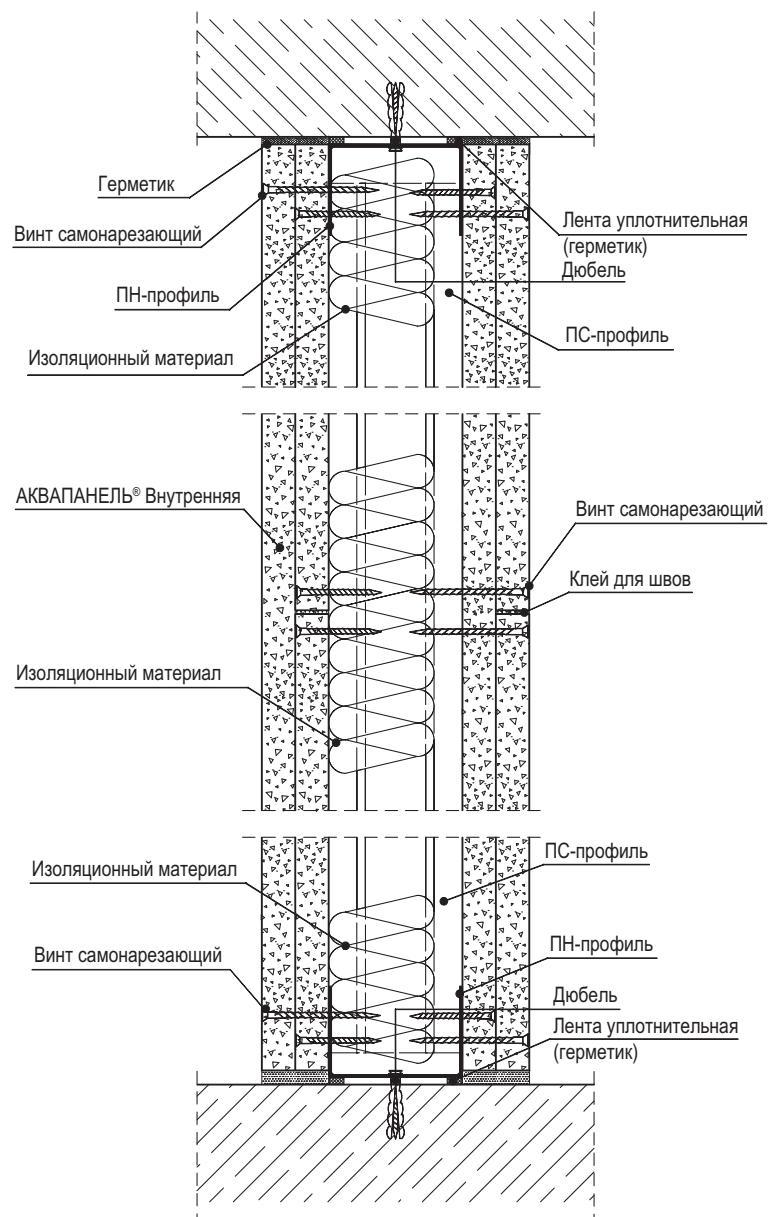 Герметик
Винт самонарезающий
ПН-профиль
Изоляционный материал
Лента уплотнительная
(герметик)
Дюбель
ПС-профиль
АКВАПАНЕЛЬ® Внутренняя
Винт самонарезающий
Клей для швов
Изоляционный материал
Изоляционный материал
ПС-профиль
Винт самонарезающий
ПН-профиль
Дюбель
Лента уплотнительная
(герметик)